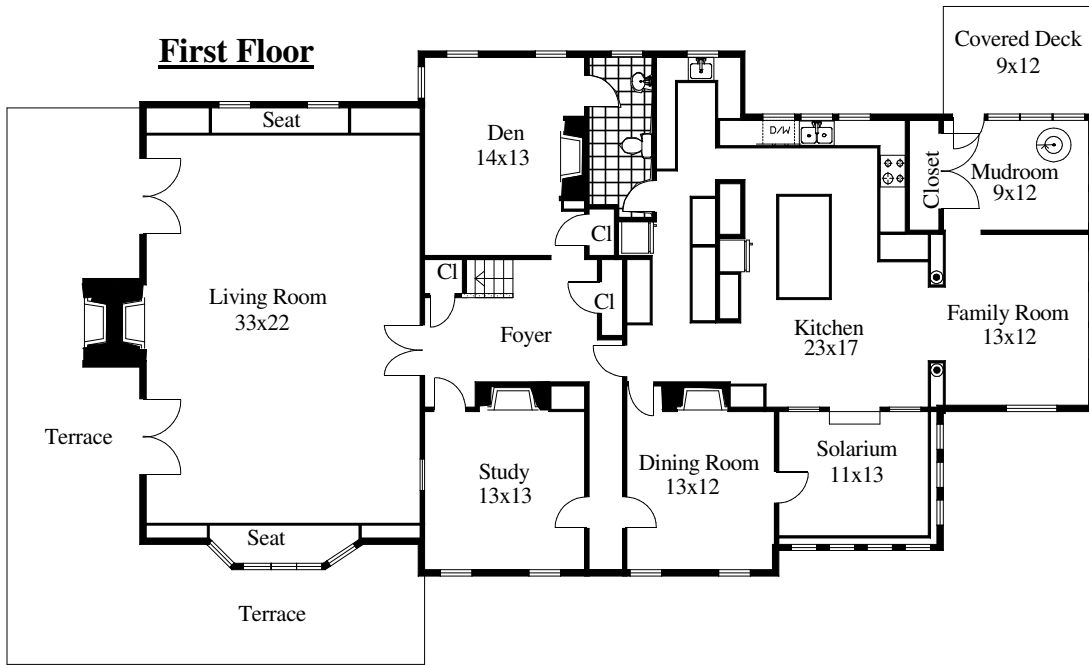 First Floor
Covered Deck
9x12
Seat
Den
14x13
D/W
Closet
Mudroom
9x12
Cl
Cl
Cl
Living Room
33x22
Foyer
Kitchen
23x17
Family Room
13x12
Terrace
Study
13x13
Dining Room
13x12
Solarium
11x13
Seat
Terrace